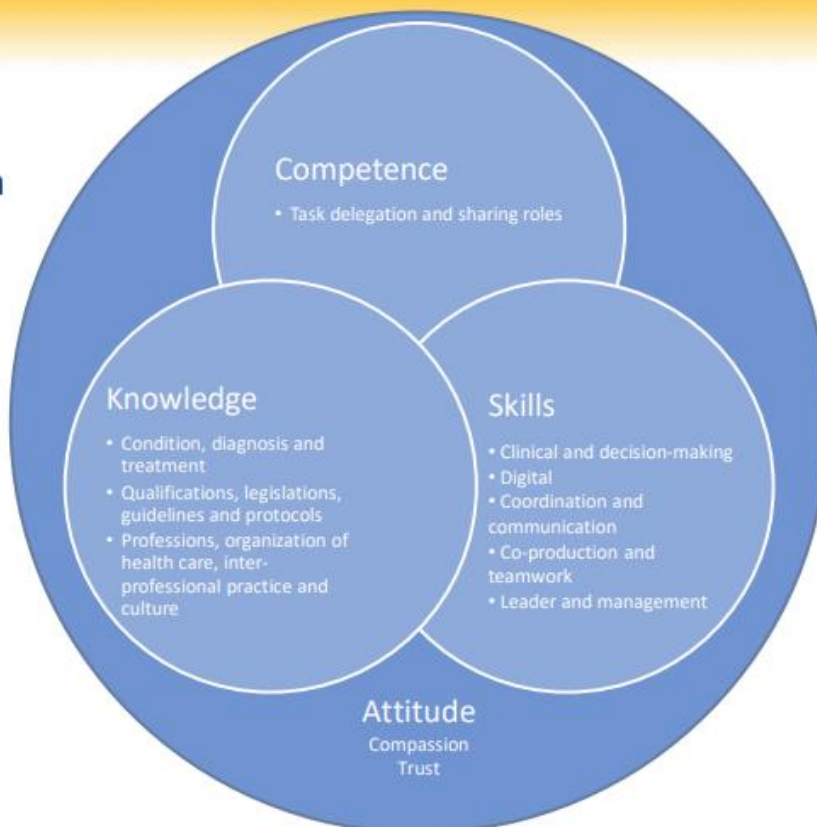 Competence
• Task delegation and sharing roles
Knowledge
• Condition, diagnosis and
treatment
• Qualifications, legislations,
guidelines and protocols
• Professions, organization of
health care, inter-
professional practice and
culture
Skills
• Clinical and decision-making
• Digital
• Coordination and
communication
• Co-production and
teamwork
• Leader and management
Attitude
Compassion
Trust